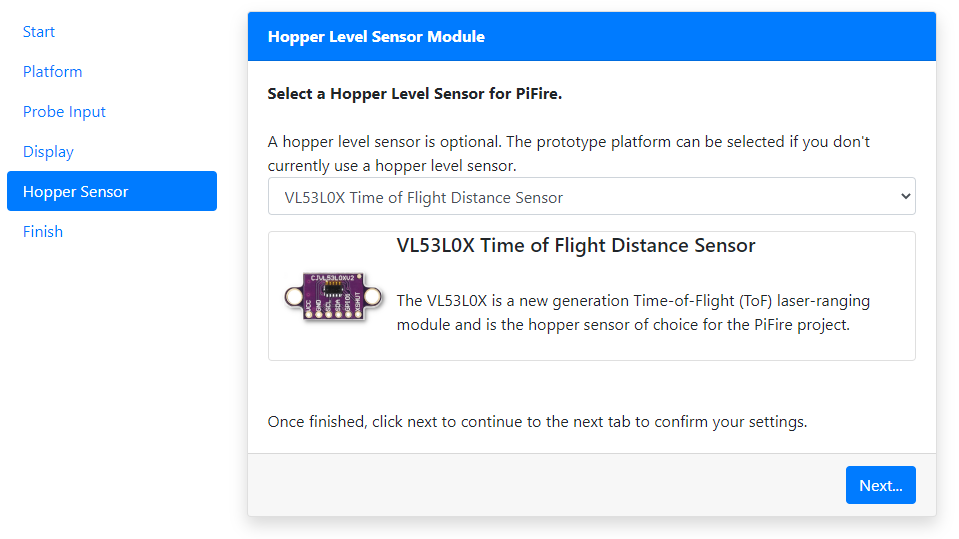 Start
Platform
Probe Input
Display
Hopper Sensor
Finish
Hopper Level Sensor Module
Select a Hopper Level Sensor for PiFire.
A hopper level sensor is optional. The prototype platform can be selected if you don't
currently use a hopper level sensor.
VL53L0X Time of Flight Distance Sensor
VL53L0X Time of Flight Distance Sensor
CJVL53L0XV2
VCC
GND
SCL
SDA
GPIO1
XSHUT
The VL53L0X is a new generation Time-of-Flight (ToF) laser-ranging
module and is the hopper sensor of choice for the PiFire project.
Once finished, click next to continue to the next tab to confirm your settings.
Next...